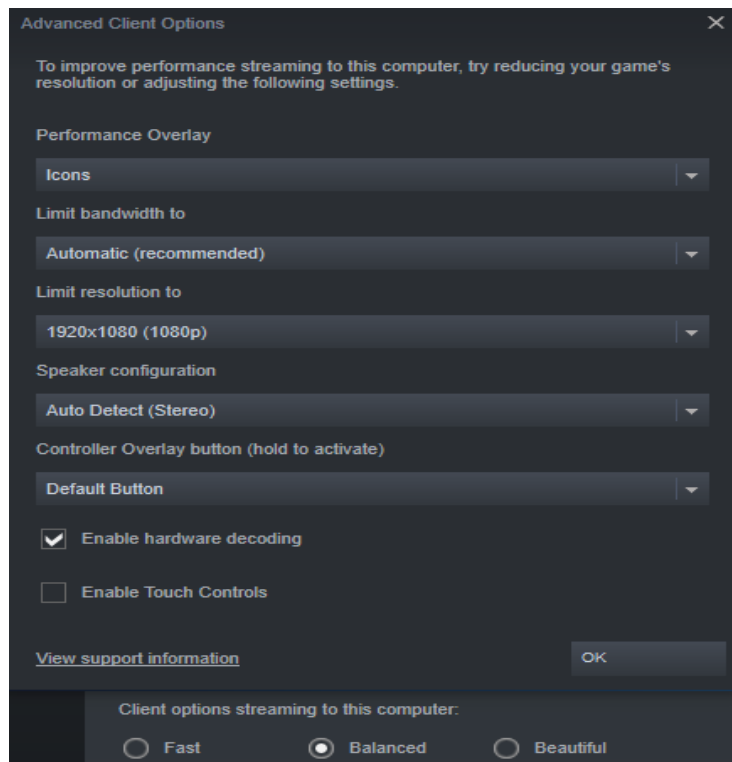 Advanced Client Options
To improve performance streaming to this computer, try reducing your game's
resolution or adjusting the following settings.
Performance Overlay
Icons
Limit bandwidth to
Automatic (recommended)
Limit resolution to
1920x1080 (1080p)
Speaker configuration
Auto Detect (Stereo)
Controller Overlay button (hold to activate)
Default Button
Enable hardware decoding
Enable Touch Controls
View support information OK
Client options streaming to this computer:
Fast Balanced Beautiful